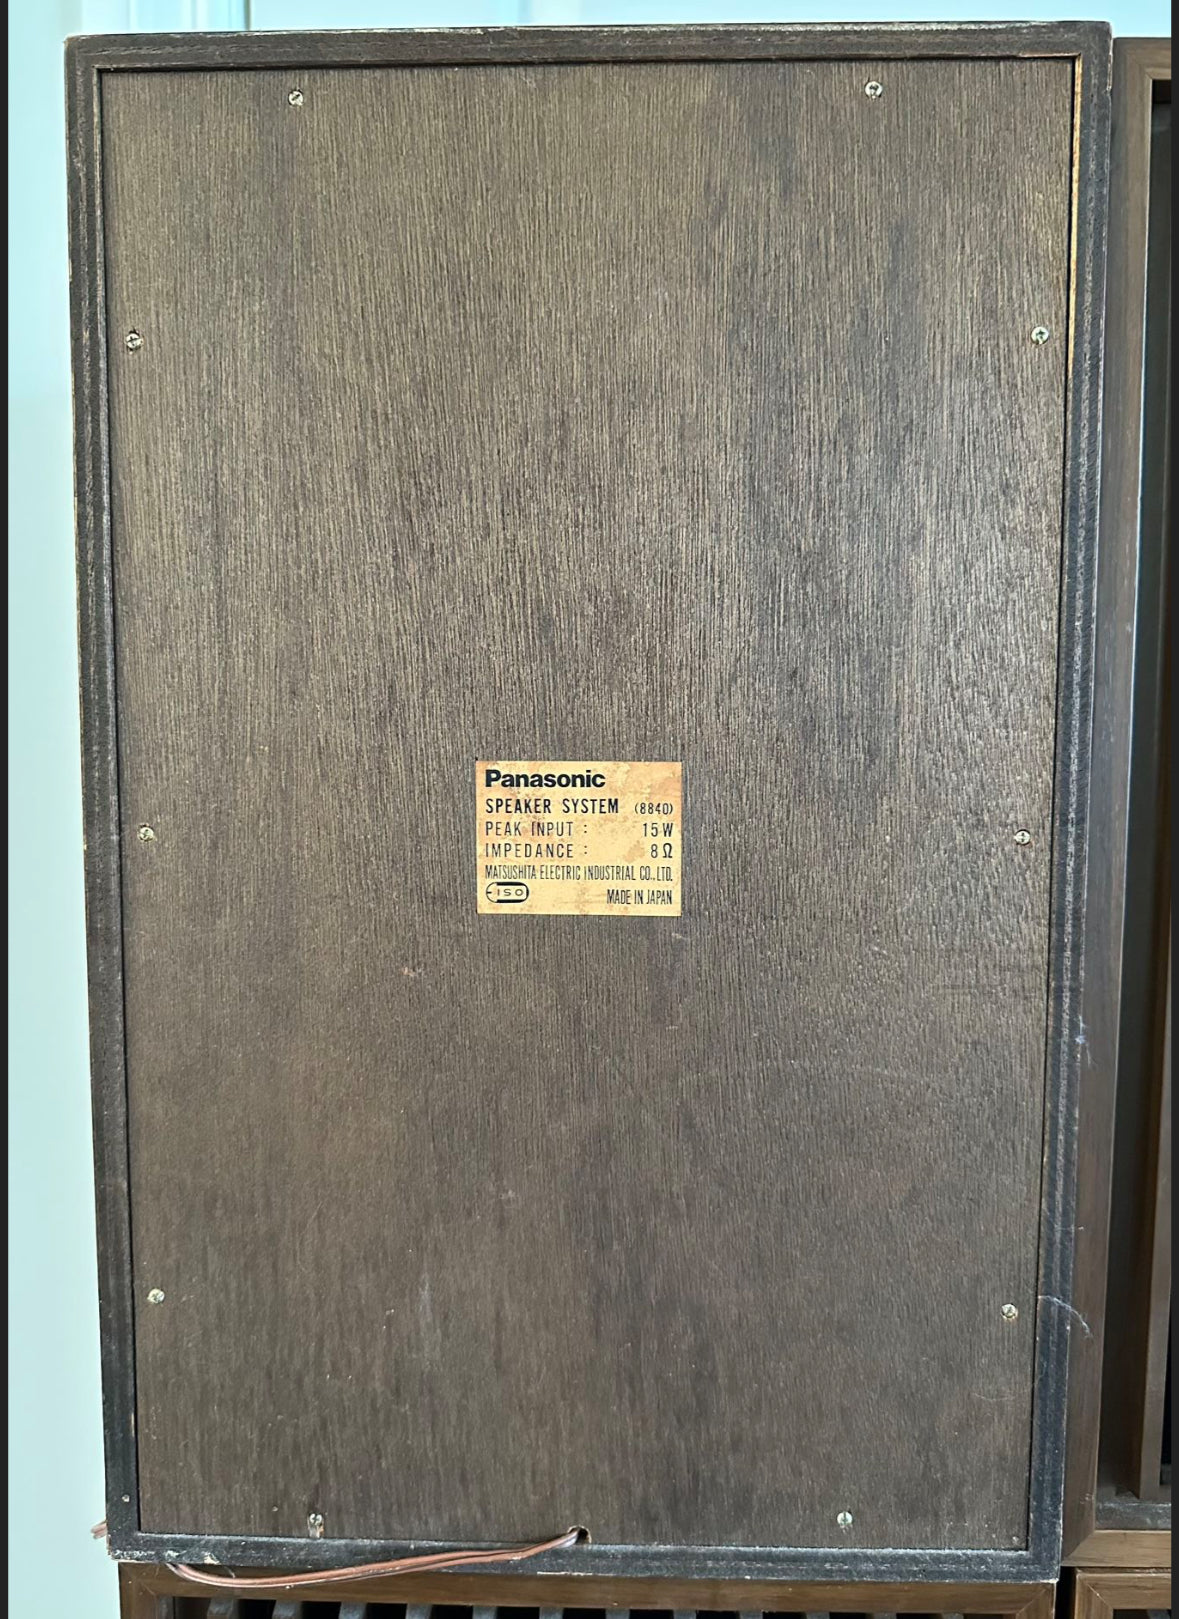 Panasonic
SPEAKER SYSTEM (8840)
PEAK INPUT : 15W
IMPEDANCE : 8Ω
MATSUSHITA ELECTRIC INDUSTRIAL CO.,LTD.
ISO MADE IN JAPAN